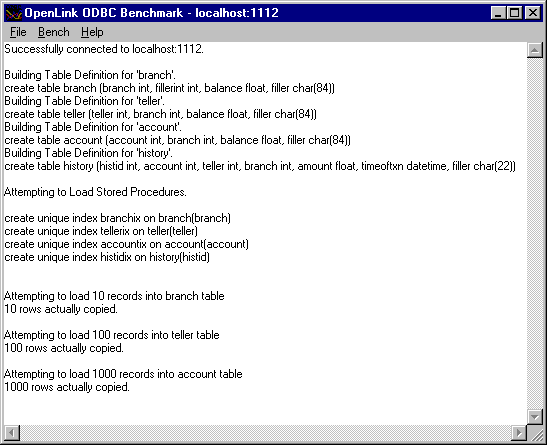 OpenLink ODBC Benchmark - localhost:1112
File Bench Help
Successfully connected to localhost:1112.
Building Table Definition for 'branch'.
create table branch (branch int, fillerint int, balance float, filler char(84))
Building Table Definition for 'teller'.
create table teller (teller int, branch int, balance float, filler char(84))
Building Table Definition for 'account'.
create table account (account int, branch int, balance float, filler char(84))
Building Table Definition for 'history'.
create table history (histid int, account int, teller int, branch int, amount float, timeoftxn datetime, filler char(22))
Attempting to Load Stored Procedures.
create unique index branchix on branch(branch)
create unique index tellerix on teller(teller)
create unique index accountix on account(account)
create unique index histidix on history(histid)
Attempting to load 10 records into branch table
10 rows actually copied.
Attempting to load 100 records into teller table
100 rows actually copied.
Attempting to load 1000 records into account table
1000 rows actually copied.